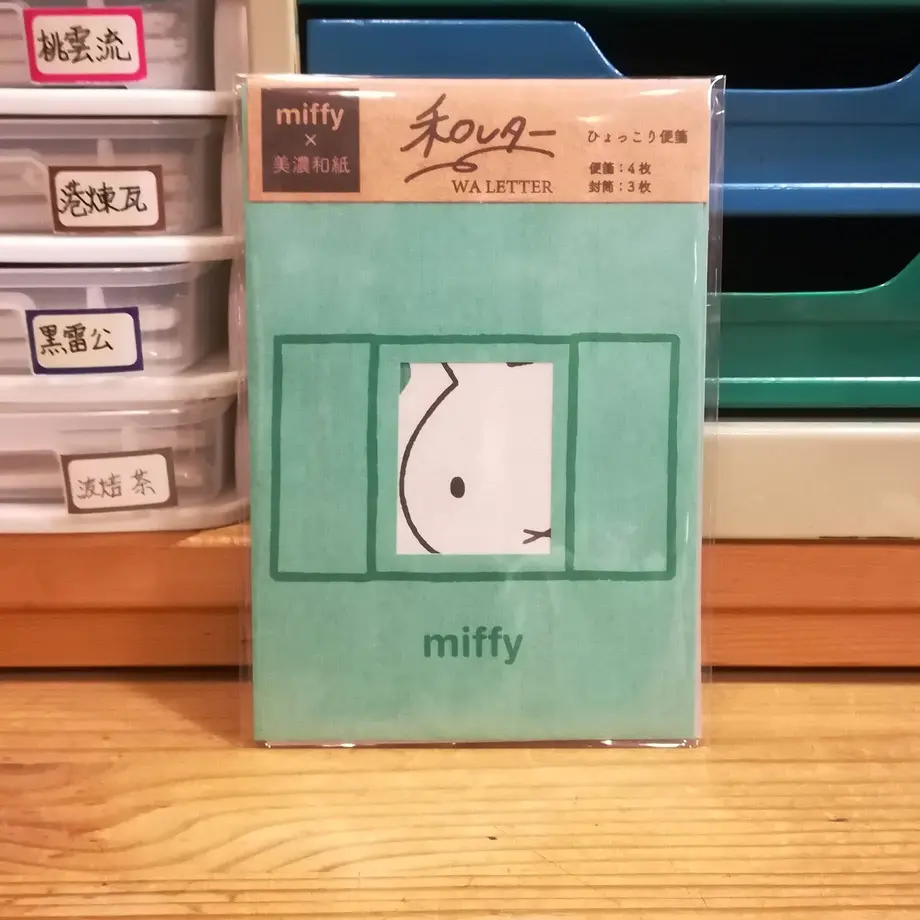 桃雲流
港煉瓦
黒雷公
波焙茶
miffy
×
美濃和紙
和レター
WA LETTER
ひょっこり便箋
便箋：4枚
封筒：3枚
miffy